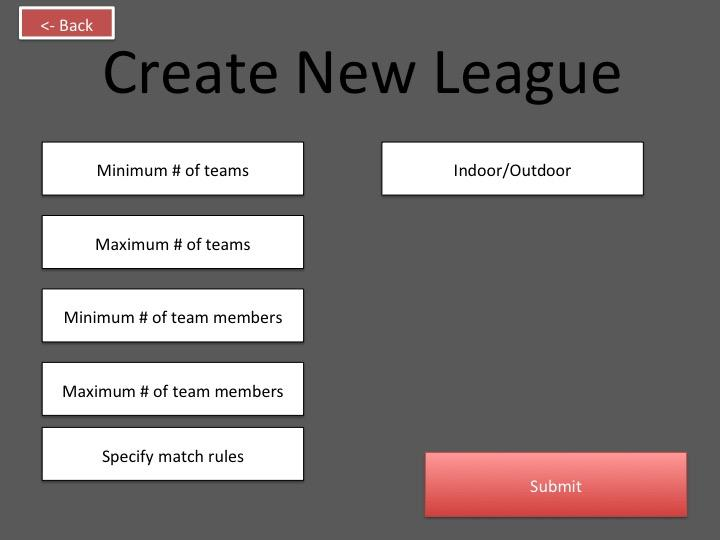 <- Back
Create New League
Minimum # of teams
Indoor/Outdoor
Maximum # of teams
Minimum # of team members
Maximum # of team members
Specify match rules
Submit